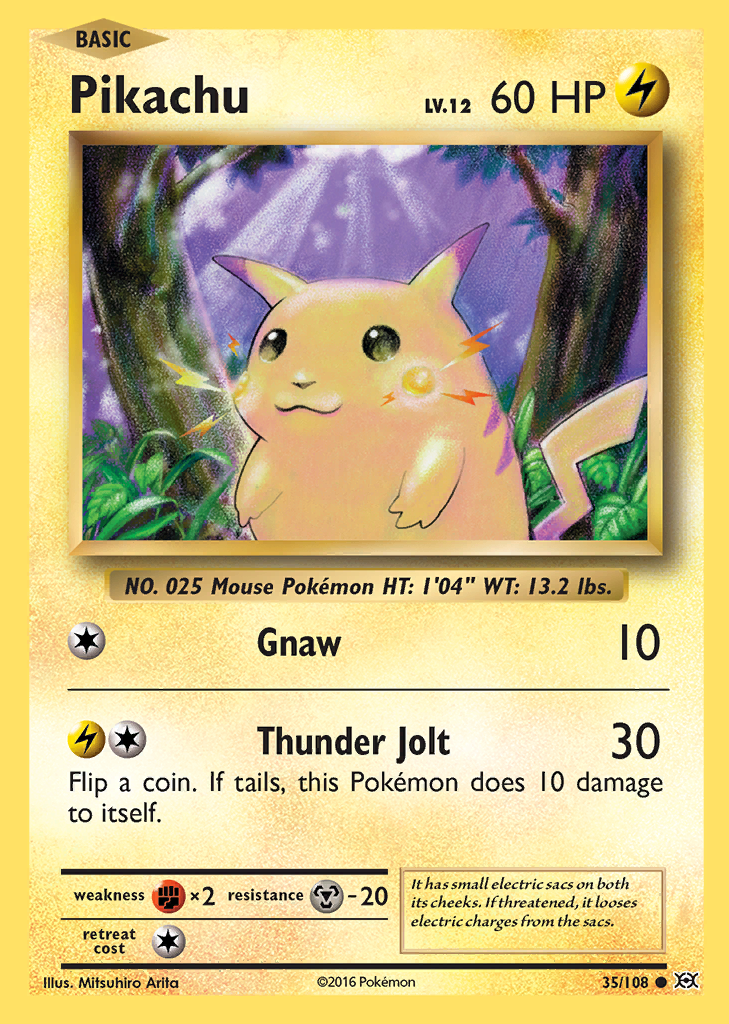 BASIC
Pikachu LV.12 60 HP
NO. 025 Mouse Pokémon HT: 1'04" WT: 13.2 lbs.
Gnaw 10
Thunder Jolt 30
Flip a coin. If tails, this Pokémon does 10 damage
to itself.
weakness ×2 resistance -20
retreat
cost
It has small electric sacs on both
its cheeks. If threatened, it looses
electric charges from the sacs.
Illus. Mitsuhiro Arita ©2016 Pokémon 35/108